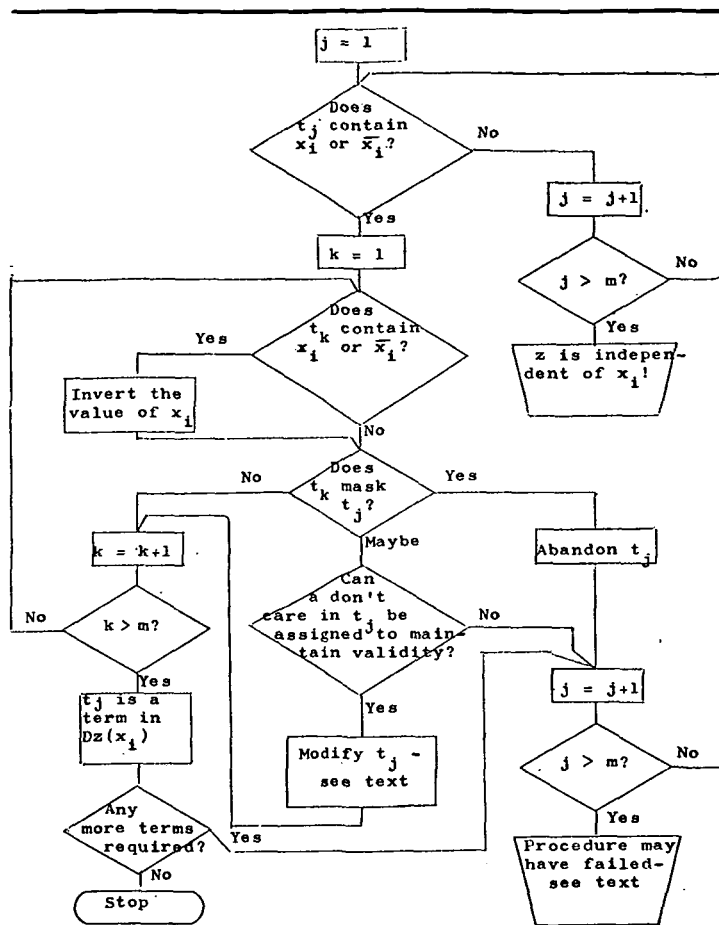 j = 1
Does
t_j contain
x_i or x̄_i?
No
j = j+1
Yes
k = 1
j > m?
No
Does
t_k contain
x_i or x̄_i?
Yes
Yes
z is indepen-
dent of x_i!
Invert the
value of x_i
No
Does
t_k mask
t_j?
No
Yes
Maybe
k = k+1
Abandon t_j
Can
a don't
care in t_j be
assigned to main-
tain validity?
No
k > m?
No
Yes
j = j+1
t_j is a
term in
Dz(x_i)
Yes
Modify t_j -
see text
j > m?
No
Any
more terms
required?
Yes
Yes
Procedure may
have failed-
see text
No
Stop